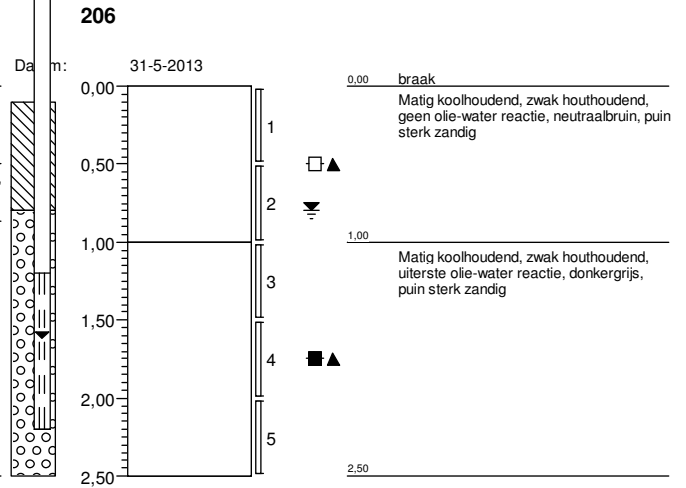 206
31-5-2013
0,00
0,50
1,00
1,50
2,00
2,50
1
2
3
4
5
0,00 braak
Matig koolhoudend, zwak houthoudend,
geen olie-water reactie, neutraalbruin, puin
sterk zandig
1,00
Matig koolhoudend, zwak houthoudend,
uiterste olie-water reactie, donkergrijs,
puin sterk zandig
2,50